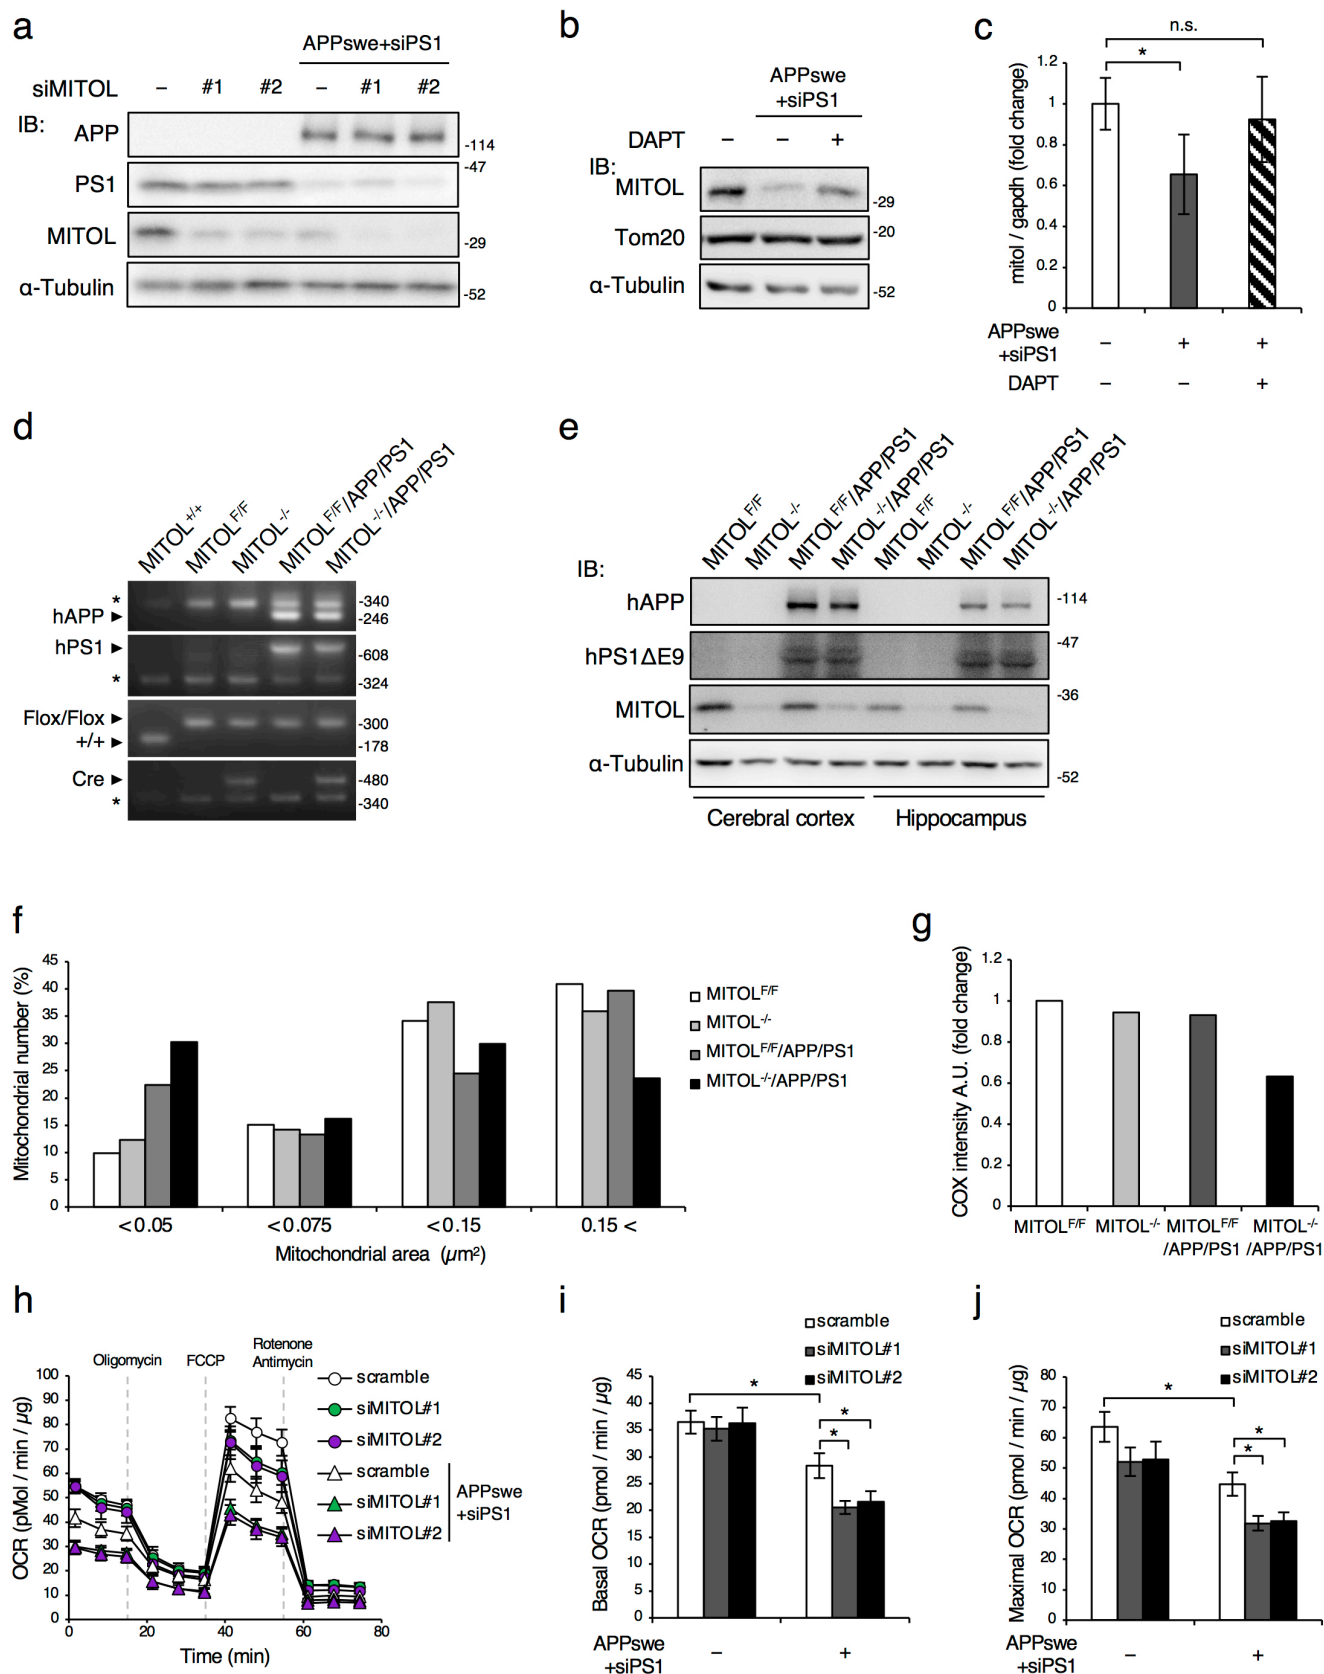 a
APPswe+siPS1
siMITOL – #1 #2 – #1 #2
IB:
APP -114
PS1 -47
MITOL -29
α-Tubulin -52
b
APPswe
+siPS1
DAPT – – +
IB:
MITOL -29
Tom20 -20
α-Tubulin -52
c
n.s.
*
mitol / gapdh (fold change)
1.2
1
0.8
0.6
0.4
0.2
0
APPswe
+siPS1 – + +
DAPT – – +
d
MITOL+/+
MITOLF/F
MITOL-/-
MITOLF/F/APP/PS1
MITOL-/-/APP/PS1
* -340
hAPP -246
hPS1 -608
* -324
Flox/Flox -300
+/+ -178
Cre -480
* -340
e
MITOLF/F
MITOL-/-
MITOLF/F/APP/PS1
MITOL-/-/APP/PS1
MITOLF/F
MITOL-/-
MITOLF/F/APP/PS1
MITOL-/-/APP/PS1
IB:
hAPP -114
hPS1ΔE9 -47
MITOL -36
α-Tubulin -52
Cerebral cortex Hippocampus
f
Mitochondrial number (%)
45
40
35
30
25
20
15
10
5
0
<0.05 <0.075 <0.15 0.15<
Mitochondrial area (µm2)
MITOLF/F
MITOL-/-
MITOLF/F/APP/PS1
MITOL-/-/APP/PS1
g
COX intensity A.U. (fold change)
1.2
1
0.8
0.6
0.4
0.2
0
MITOLF/F MITOL-/- MITOLF/F MITOL-/-
/APP/PS1 /APP/PS1
h
Oligomycin FCCP Rotenone
Antimycin
OCR (pMol / min / µg)
100
90
80
70
60
50
40
30
20
10
0
0 20 40 60 80
Time (min)
scramble
siMITOL#1
siMITOL#2
scramble
siMITOL#1
siMITOL#2
APPswe
+siPS1
i
scramble
siMITOL#1
siMITOL#2
Basal OCR (pmol / min / µg)
45
40
35
30
25
20
15
10
5
0
*
*
*
APPswe
+siPS1 – +
j
scramble
siMITOL#1
siMITOL#2
Maximal OCR (pmol / min / µg)
80
70
60
50
40
30
20
10
0
*
*
*
APPswe
+siPS1 – +